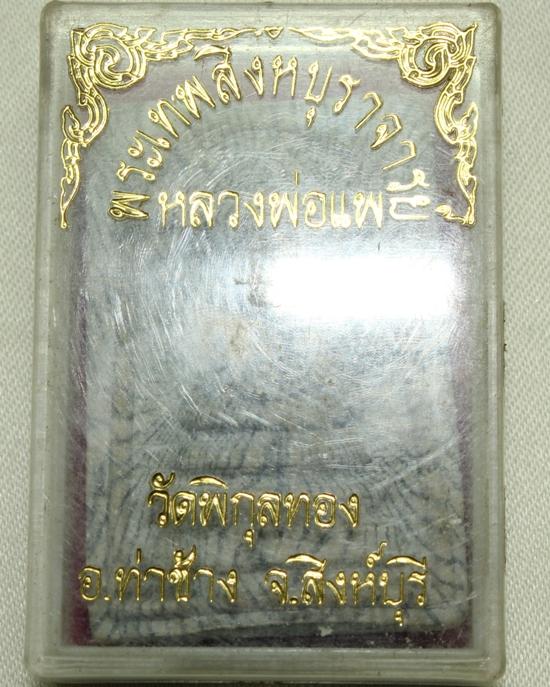 พระเทพสิงหบุราจารย์
หลวงพ่อแพ
วัดพิกุลทอง
อ.ท่าช้าง จ.สิงห์บุรี